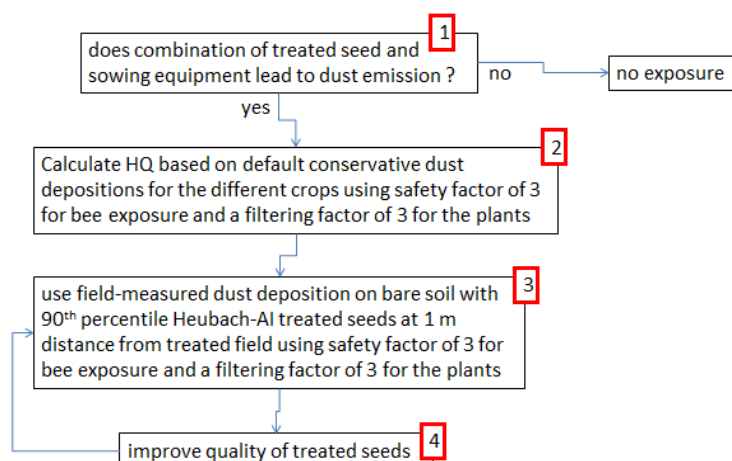 1
does combination of treated seed and
sowing equipment lead to dust emission ?
no
no exposure
yes
2
Calculate HQ based on default conservative dust
depositions for the different crops using safety factor of 3
for bee exposure and a filtering factor of 3 for the plants
3
use field-measured dust deposition on bare soil with
90th percentile Heubach-AI treated seeds at 1 m
distance from treated field using safety factor of 3 for
bee exposure and a filtering factor of 3 for the plants
4
improve quality of treated seeds